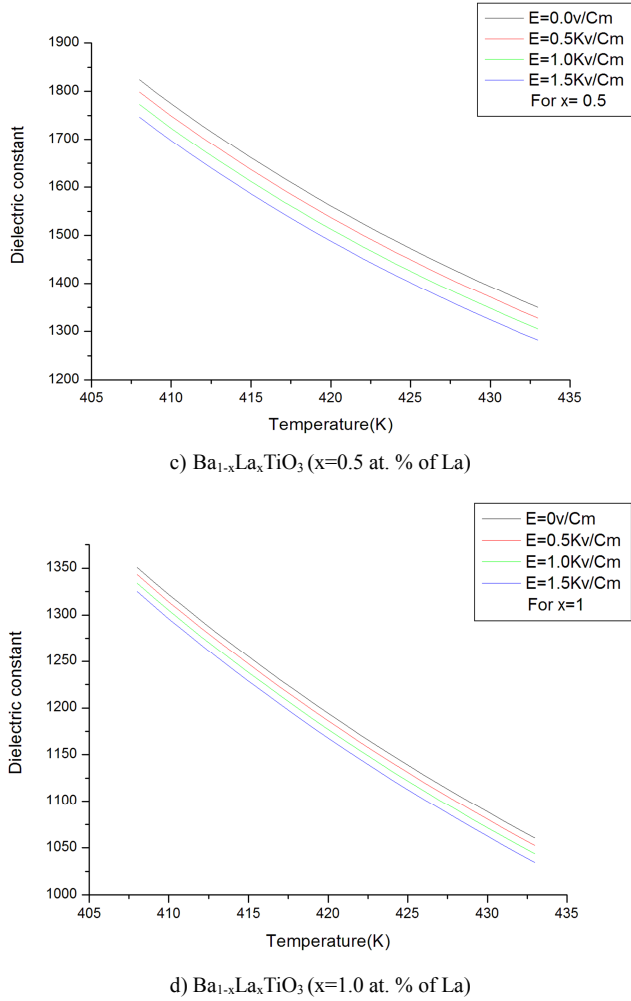 E=0.0v/Cm
E=0.5Kv/Cm
E=1.0Kv/Cm
E=1.5Kv/Cm
For x= 0.5
1900
1800
1700
1600
1500
1400
1300
1200
Dielectric constant
405 410 415 420 425 430 435
Temperature(K)
c) Ba₁₋ₓLaₓTiO₃ (x=0.5 at. % of La)
E=0v/Cm
E=0.5Kv/Cm
E=1.0Kv/Cm
E=1.5Kv/Cm
For x=1
1350
1300
1250
1200
1150
1100
1050
1000
Dielectric constant
405 410 415 420 425 430 435
Temperature(K)
d) Ba₁₋ₓLaₓTiO₃ (x=1.0 at. % of La)